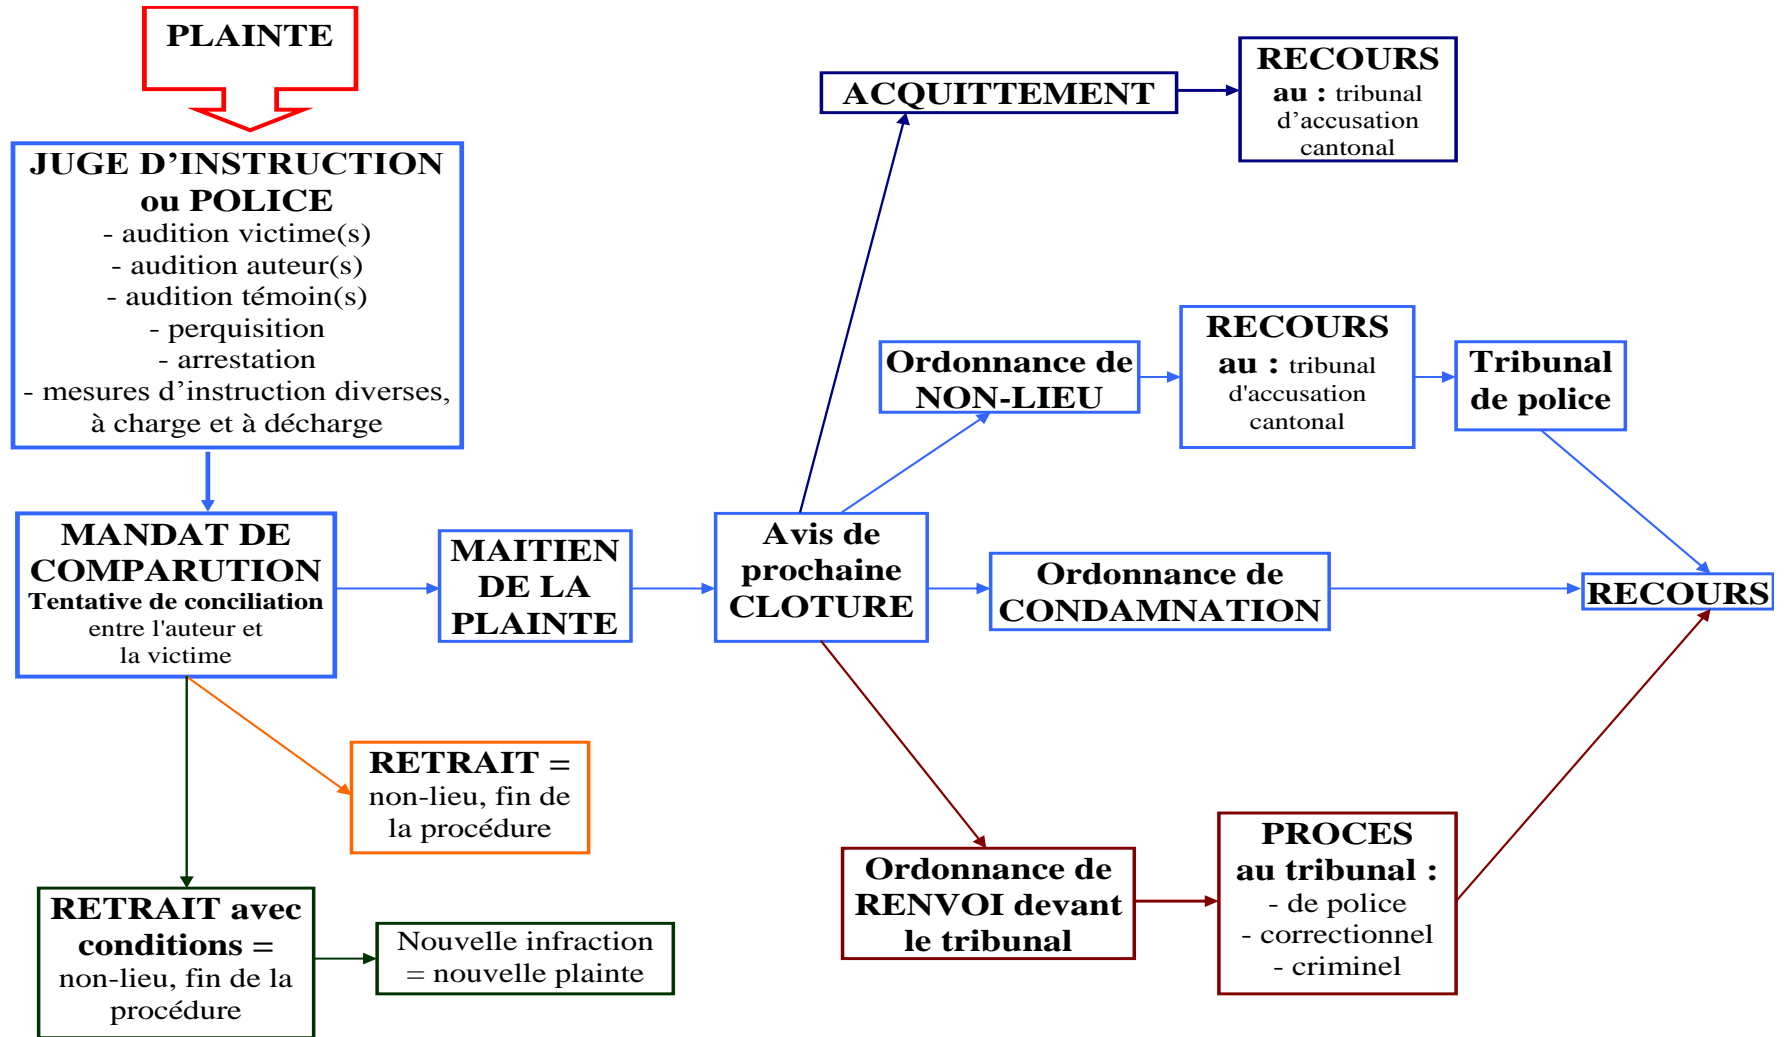 PLAINTE
JUGE D’INSTRUCTION
ou POLICE
- audition victime(s)
- audition auteur(s)
- audition témoin(s)
- perquisition
- arrestation
- mesures d’instruction diverses,
à charge et à décharge
MANDAT DE
COMPARUTION
Tentative de conciliation
entre l'auteur et
la victime
MAITIEN
DE LA
PLAINTE
Avis de
prochaine
CLOTURE
ACQUITTEMENT
RECOURS
au : tribunal
d’accusation
cantonal
Ordonnance de
NON-LIEU
RECOURS
au : tribunal
d'accusation
cantonal
Tribunal
de police
Ordonnance de
CONDAMNATION
RECOURS
RETRAIT =
non-lieu, fin de
la procédure
RETRAIT avec
conditions =
non-lieu, fin de la
procédure
Nouvelle infraction
= nouvelle plainte
Ordonnance de
RENVOI devant
le tribunal
PROCES
au tribunal :
- de police
- correctionnel
- criminel